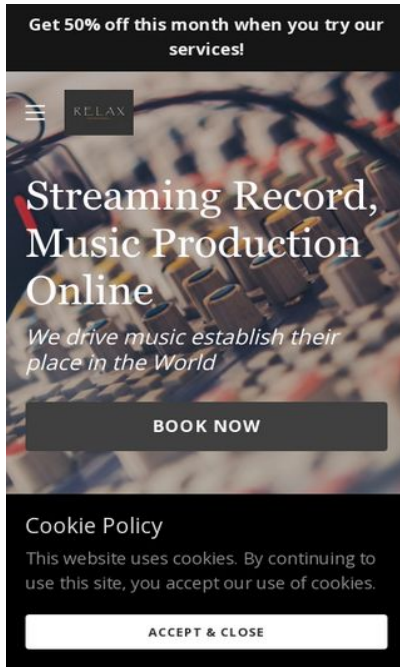 Get 50% off this month when you try our
services!
RELAX
Streaming Record,
Music Production
Online
We drive music establish their
place in the World
BOOK NOW
Cookie Policy
This website uses cookies. By continuing to
use this site, you accept our use of cookies.
ACCEPT & CLOSE